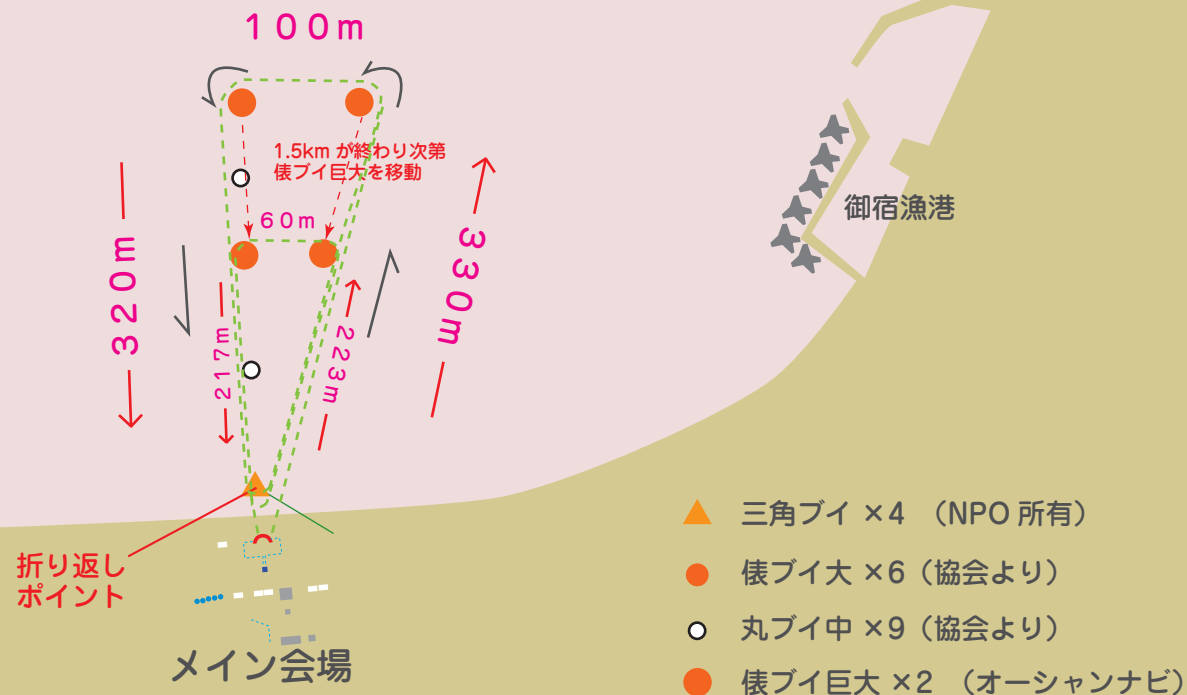 １００ｍ
1.5km が終わり次第
俵ブイ巨大を移動
６０ｍ
３２０ｍ
３３０ｍ
２１７ｍ
２２３ｍ
御宿漁港
折り返し
ポイント
メイン会場
三角ブイ ×4 （NPO 所有）
俵ブイ大 ×6（協会より）
丸ブイ中 ×9（協会より）
俵ブイ巨大 ×2 （オーシャンナビ）